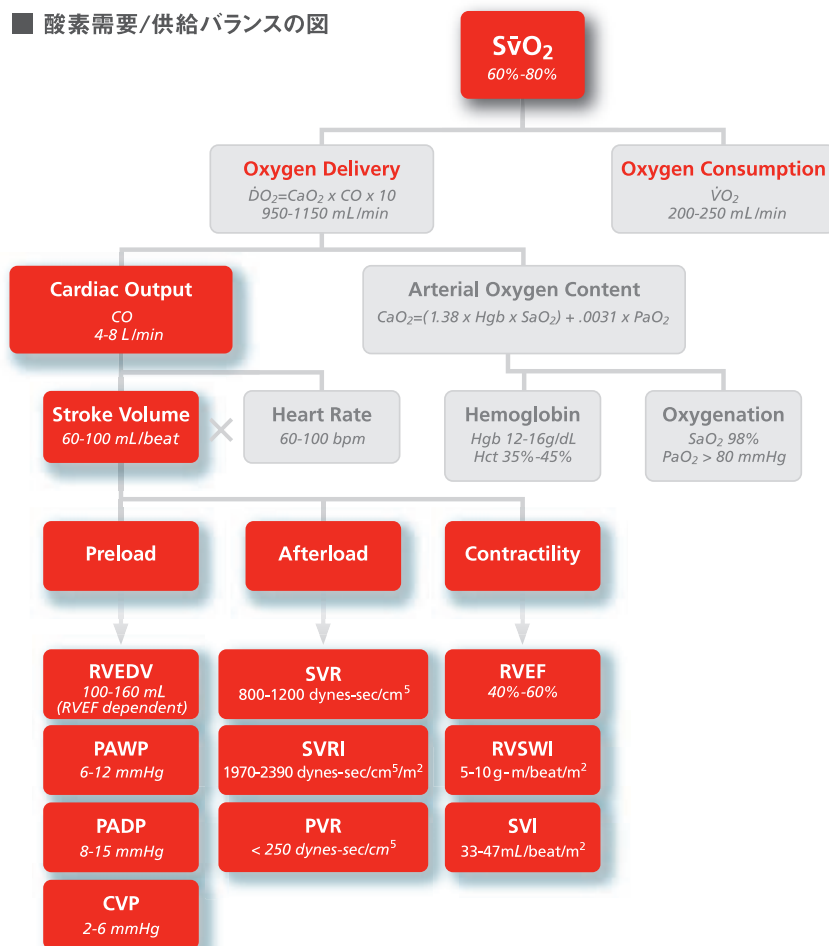 ■ 酸素需要/供給バランスの図
Sv̄O₂
60%-80%
Oxygen Delivery
ḊO₂=CaO₂ x CO x 10
950-1150 mL/min
Oxygen Consumption
V̇O₂
200-250 mL/min
Cardiac Output
CO
4-8 L/min
Arterial Oxygen Content
CaO₂=(1.38 x Hgb x SaO₂) + .0031 x PaO₂
Stroke Volume
60-100 mL/beat
×
Heart Rate
60-100 bpm
Hemoglobin
Hgb 12-16g/dL
Hct 35%-45%
Oxygenation
SaO₂ 98%
PaO₂ > 80 mmHg
Preload
Afterload
Contractility
RVEDV
100-160 mL
(RVEF dependent)
PAWP
6-12 mmHg
PADP
8-15 mmHg
CVP
2-6 mmHg
SVR
800-1200 dynes-sec/cm⁵
SVRI
1970-2390 dynes-sec/cm⁵/m²
PVR
< 250 dynes-sec/cm⁵
RVEF
40%-60%
RVSWI
5-10g-m/beat/m²
SVI
33-47mL/beat/m²